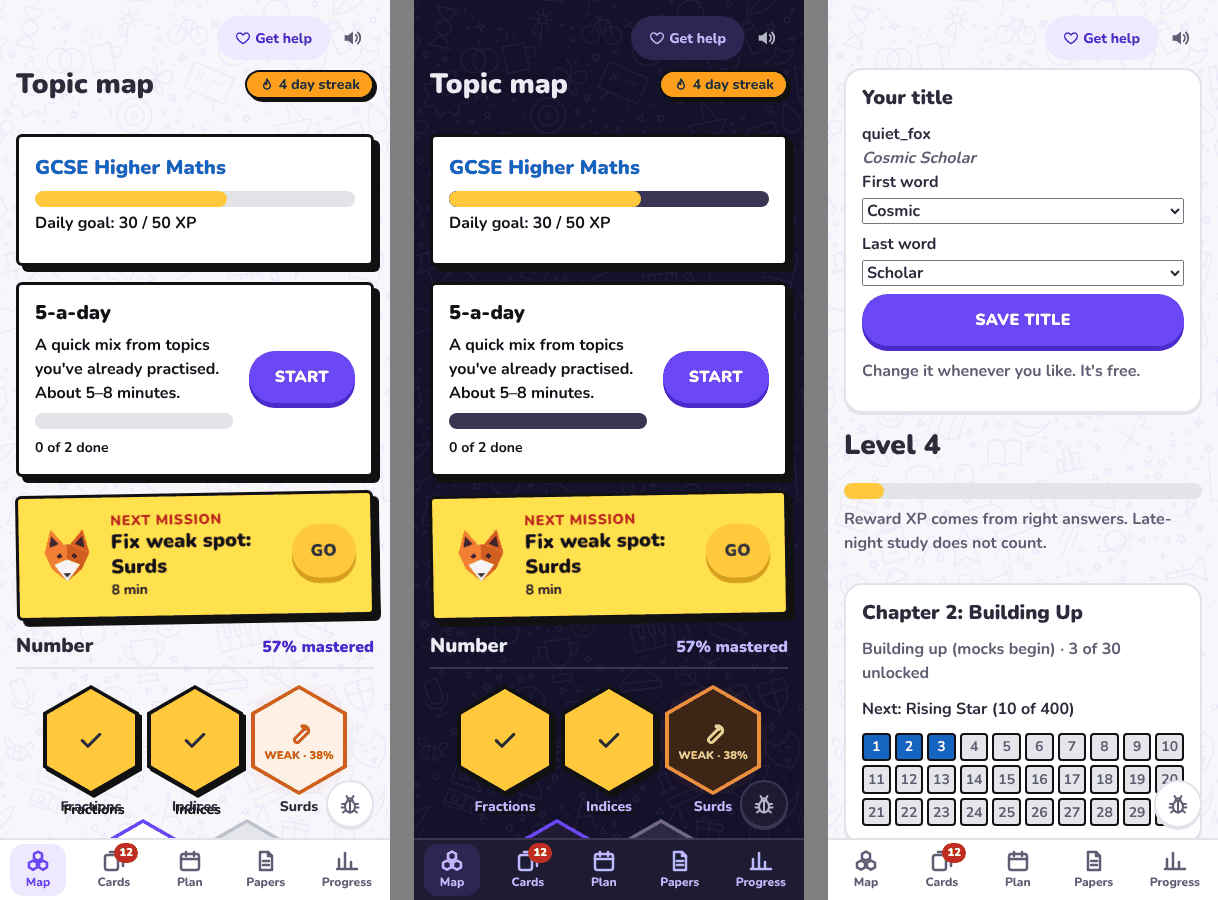 Get help
Topic map
4 day streak
GCSE Higher Maths
Daily goal: 30 / 50 XP
5-a-day
A quick mix from topics
you've already practised.
About 5–8 minutes.
START
0 of 2 done
NEXT MISSION
Fix weak spot:
Surds
8 min
GO
Number
57% mastered
WEAK · 38%
Fractions
Fractions
Indices
Indices
Surds
12
Map
Cards
Plan
Papers
Progress
Get help
Topic map
4 day streak
GCSE Higher Maths
Daily goal: 30 / 50 XP
5-a-day
A quick mix from topics
you've already practised.
About 5–8 minutes.
START
0 of 2 done
NEXT MISSION
Fix weak spot:
Surds
8 min
GO
Number
57% mastered
WEAK · 38%
Fractions
Indices
Surds
12
Map
Cards
Plan
Papers
Progress
Get help
Your title
quiet_fox
Cosmic Scholar
First word
Cosmic
Last word
Scholar
SAVE TITLE
Change it whenever you like. It's free.
Level 4
Reward XP comes from right answers. Late-
night study does not count.
Chapter 2: Building Up
Building up (mocks begin) · 3 of 30
unlocked
Next: Rising Star (10 of 400)
1 2 3 4 5 6 7 8 9 10
11 12 13 14 15 16 17 18 19 20
21 22 23 24 25 26 27 28 29
12
Map
Cards
Plan
Papers
Progress